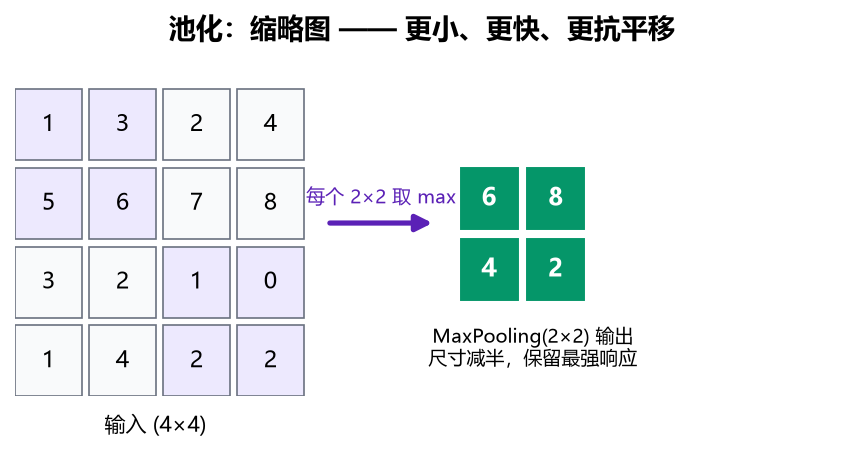 池化：缩略图 —— 更小、更快、更抗平移
1 3 2 4
5 6 7 8
3 2 1 0
1 4 2 2
输入 (4×4)
每个 2×2 取 max
6 8
4 2
MaxPooling(2×2) 输出
尺寸减半，保留最强响应